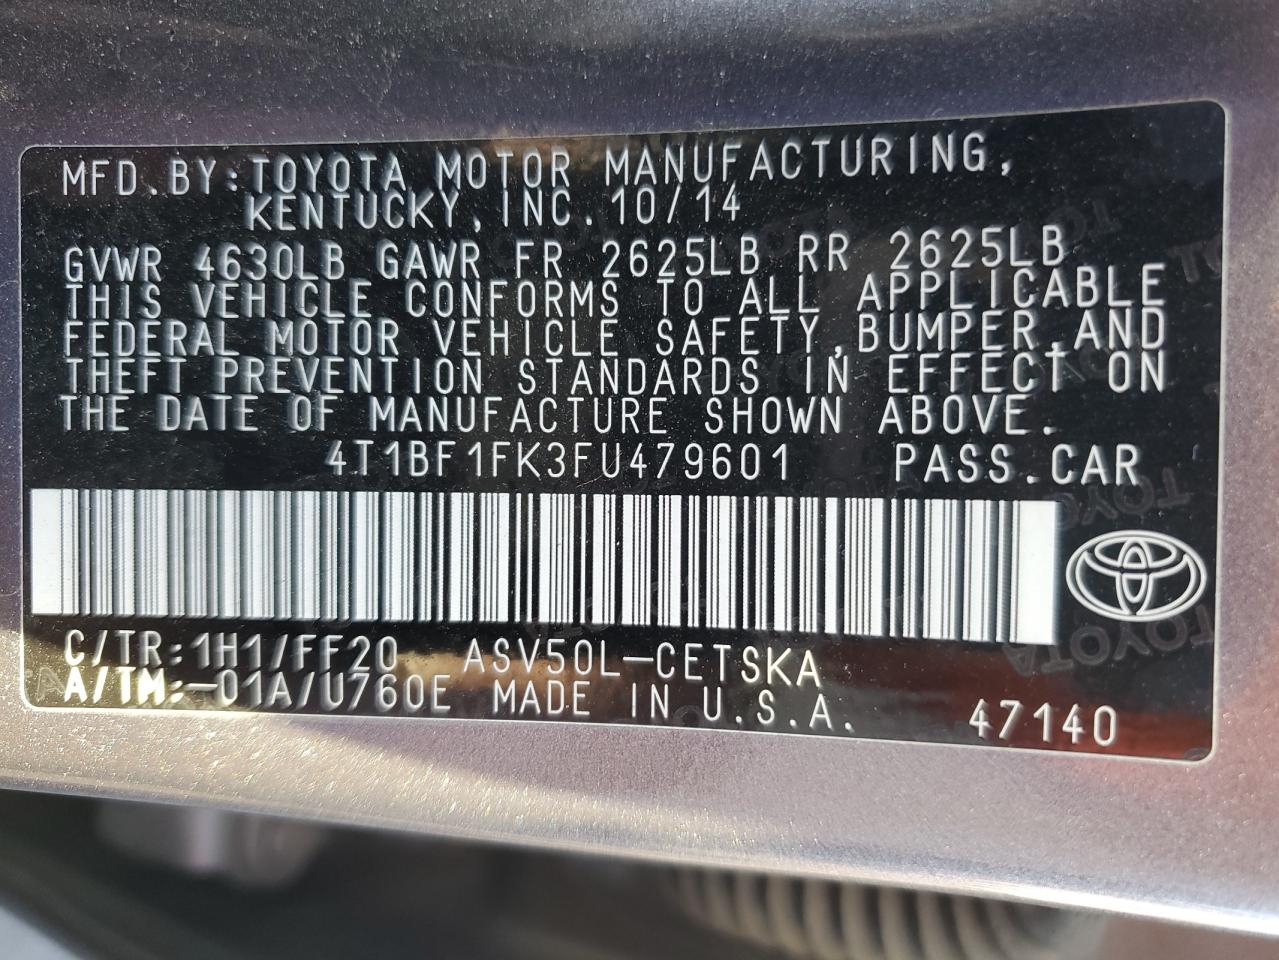 MFD.BY:TOYOTA MOTOR MANUFACTURING,
KENTUCKY,INC.10/14
GVWR 4630LB GAWR FR 2625LB RR 2625LB
THIS VEHICLE CONFORMS TO ALL APPLICABLE
FEDERAL MOTOR VEHICLE SAFETY,BUMPER,AND
THEFT PREVENTION STANDARDS IN EFFECT ON
THE DATE OF MANUFACTURE SHOWN ABOVE.
4T1BF1FK3FU479601 PASS.CAR
C/TR:1H1/FF20 ASV50L-CETSKA
A/TM:-01A/U760E MADE IN U.S.A.
47140
TOYOTA